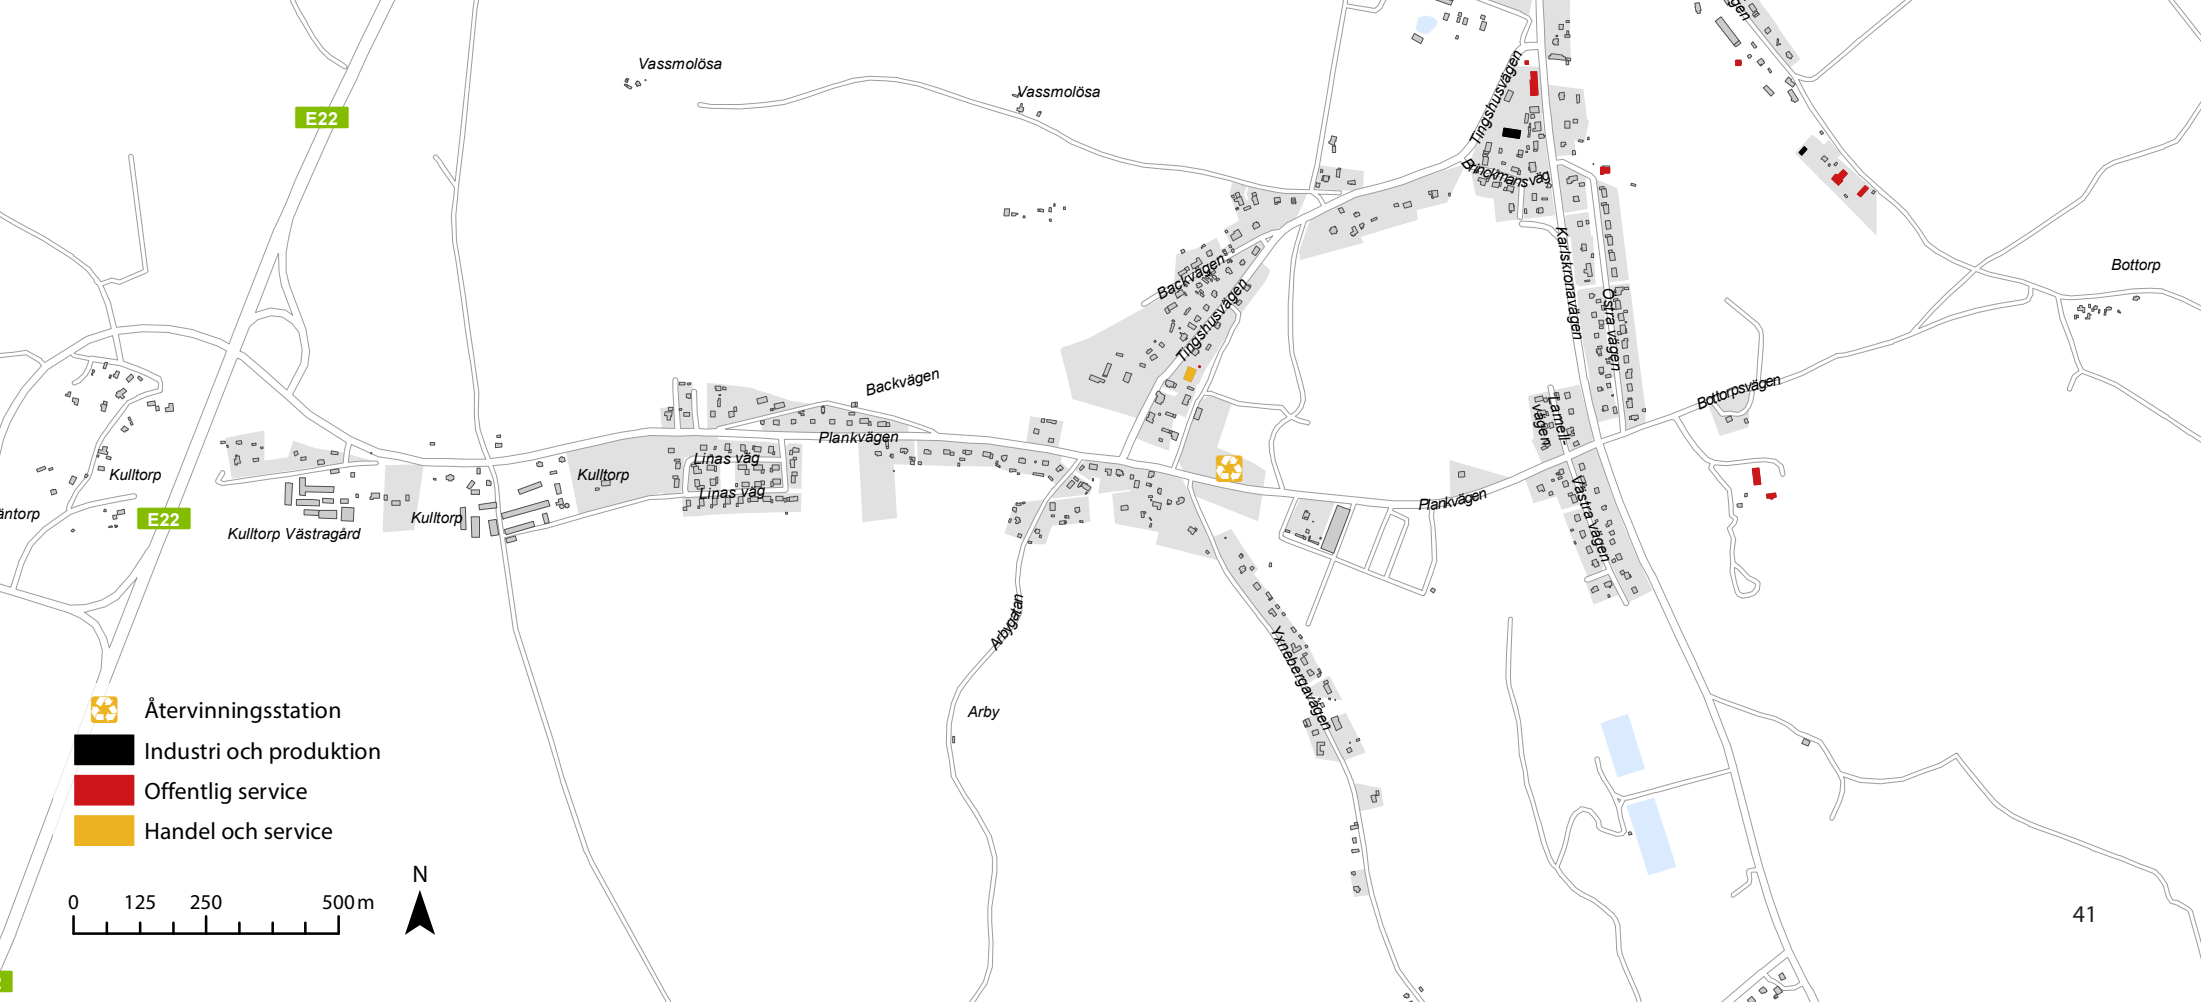 gen
Vassmolösa
Vassmolösa
E22
Tingshusvägen
Brinckmansväg
Karlskronavägen
Bottorp
Backvägen
Tingshusvägen
Östra vägen
Backvägen
Bottorpsvägen
Lamell-
vägen
Plankvägen
Linas väg
Linas väg
Kulltorp
Kulltorp
Kulltorp
Plankvägen
Västra vägen
äntorp
E22
Kulltorp Västragård
Arbygatan
Yxnebergavägen
Arby
Återvinningsstation
Industri och produktion
Offentlig service
Handel och service
N
0 125 250 500 m
41